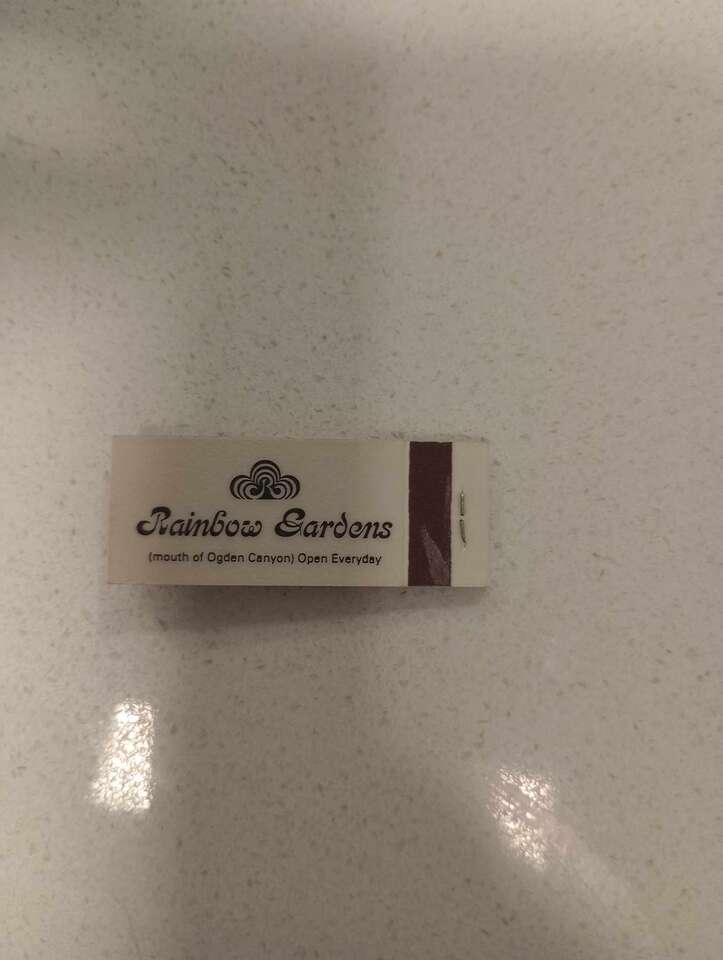 R
Rainbow Gardens
(mouth of Ogden Canyon) Open Everyday